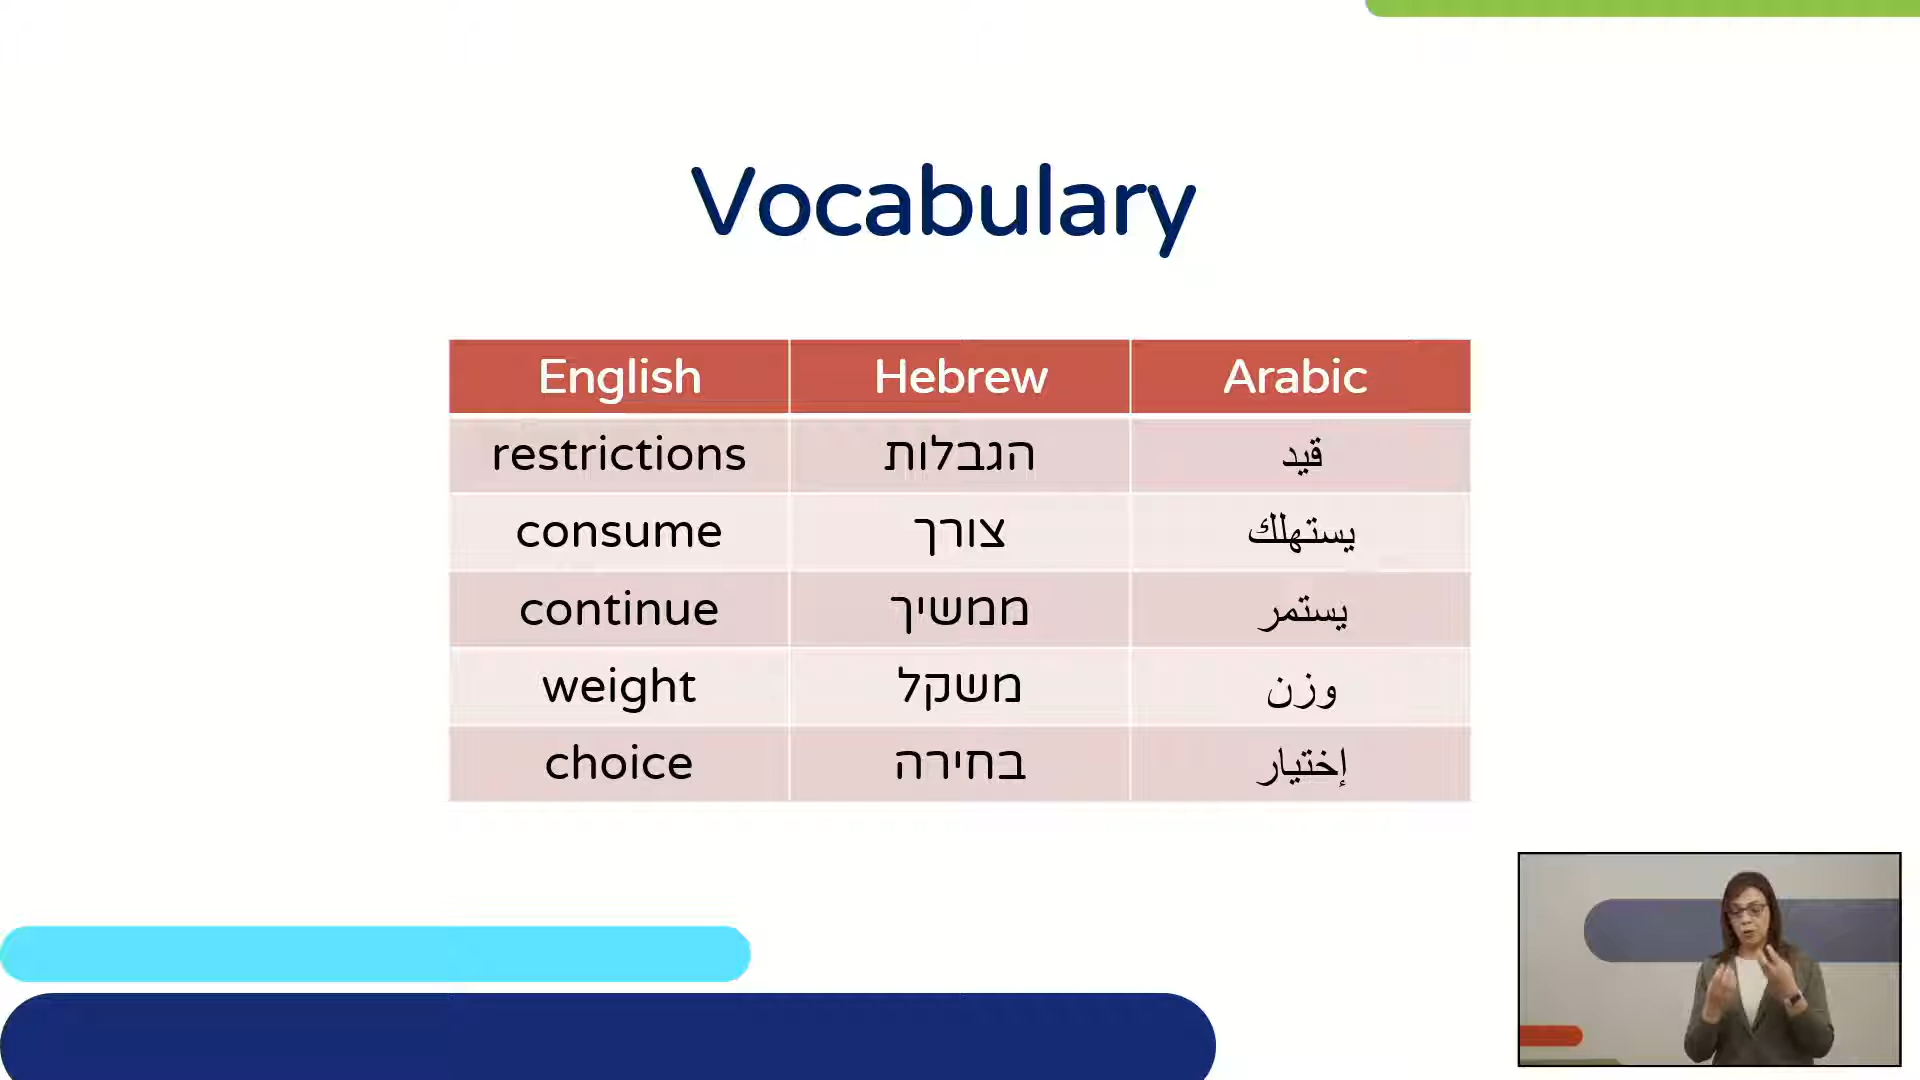 Vocabulary
English Hebrew Arabic
restrictions הגבלות قيد
consume צורך يستهلك
continue ממשיך يستمر
weight משקל وزن
choice בחירה إختيار